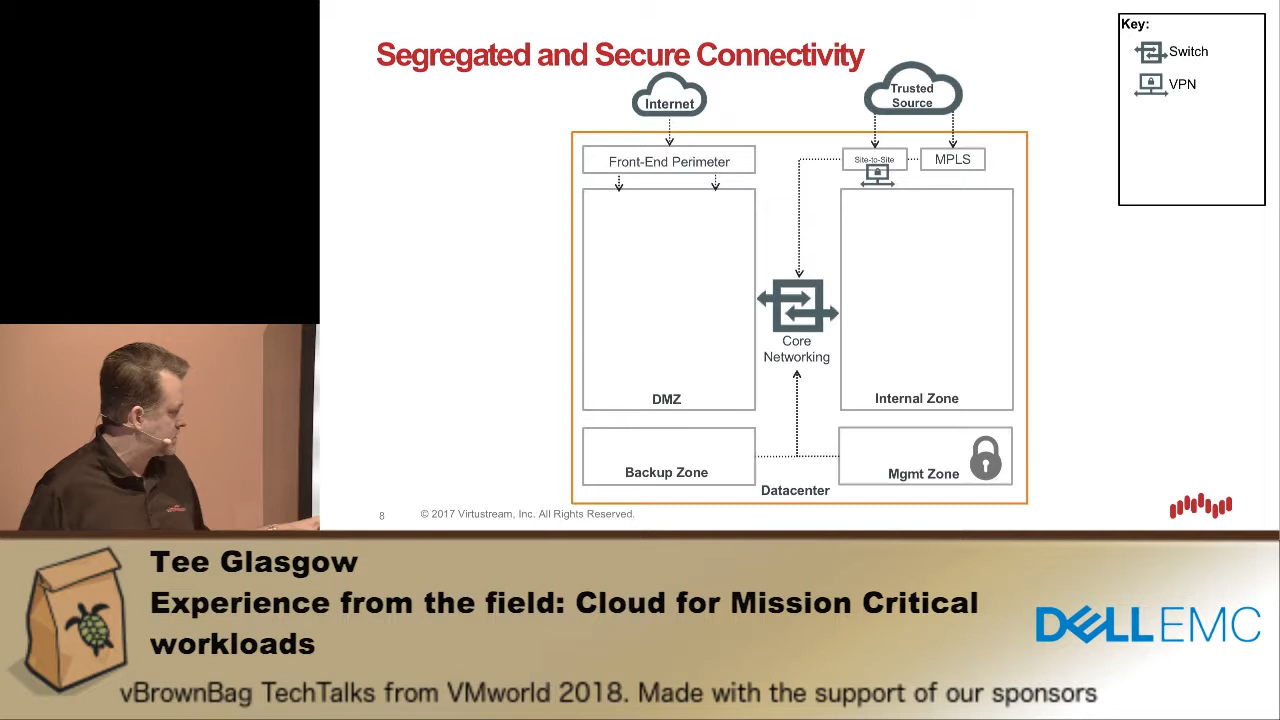 Segregated and Secure Connectivity
Key:
Switch
VPN
Internet
Trusted
Source
Front-End Perimeter
Site-to-Site
MPLS
Core
Networking
DMZ
Internal Zone
Backup Zone
Mgmt Zone
Datacenter
8
© 2017 Virtustream, Inc. All Rights Reserved.
Tee Glasgow
Experience from the field: Cloud for Mission Critical
workloads
DELL EMC
vBrownBag TechTalks from VMworld 2018. Made with the support of our sponsors